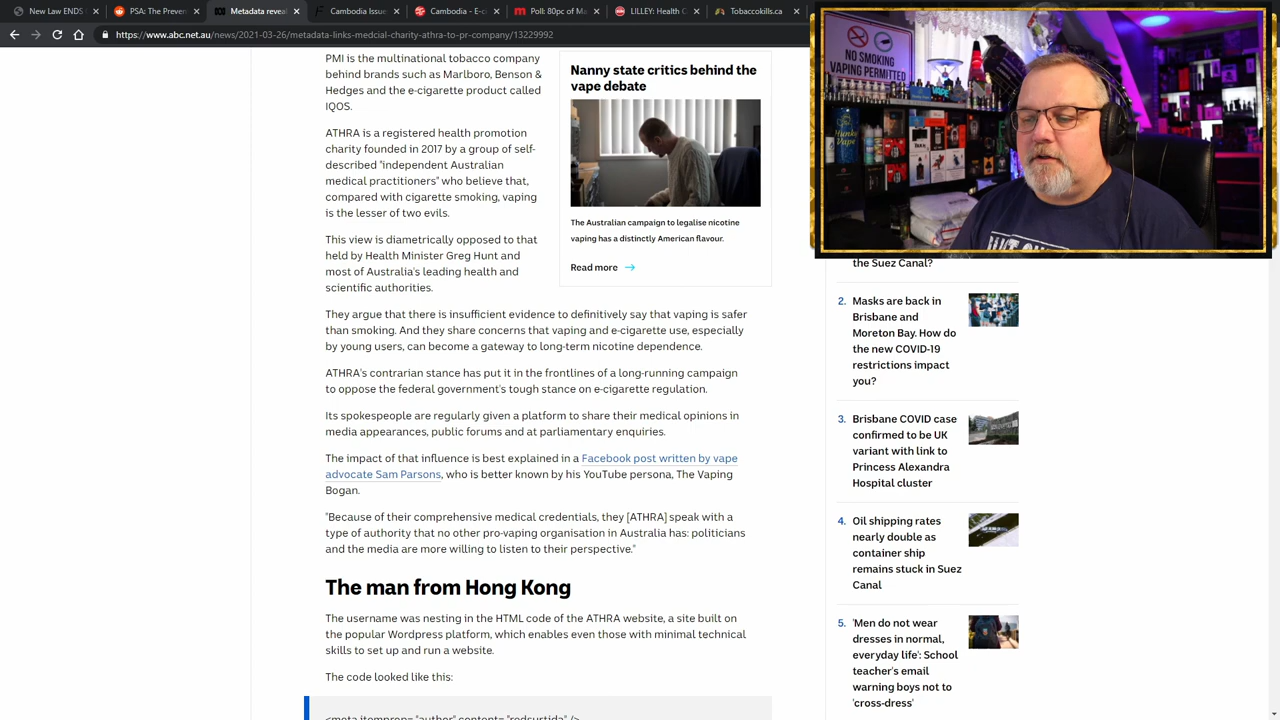 New Law END
PSA: The Preven
Metadata revea
https://www.abc.net.au/news/2021-03-26/metadata-links-medical-charity-athra-to-pr-company/13229992
PMI is the multinational tobacco company
behind brands such as Marlboro, Benson &
Hedges and the e-cigarette product called
IQOS.
ATHRA is a registered health promotion
charity founded in 2017 by a group of self-
described "independent Australian
medical practitioners" who believe that,
compared with cigarette smoking, vaping
is the lesser of two evils.
This view is diametrically opposed to that
held by Health Minister Greg Hunt and
most of Australia's leading health and
scientific authorities.
Nanny state critics behind the
vape debate
The Australian campaign to legalise nicotine
vaping has a distinctly American flavour.
Read more →
They argue that there is insufficient evidence to definitively say that vaping is safer
than smoking. And they share concerns that vaping and e-cigarette use, especially
by young users, can become a gateway to long-term nicotine dependence.
ATHRA's contrarian stance has put it in the frontlines of a long-running campaign
to oppose the federal government's tough stance on e-cigarette regulation.
Its spokespeople are regularly given a platform to share their medical opinions in
media appearances, public forums and at parliamentary enquiries.
The impact of that influence is best explained in a Facebook post written by vape
advocate Sam Parsons, who is better known by his YouTube persona, The Vaping
Bogan.
"Because of their comprehensive medical credentials, they [ATHRA] speak with a
type of authority that no other pro-vaping organisation in Australia has: politicians
and the media are more willing to listen to their perspective."
The man from Hong Kong
The username was nesting in the HTML code of the ATHRA website, a site built on
the popular Wordpress platform, which enables even those with minimal technical
skills to set up and run a website.
The code looked like this:
<meta itemprop="author" content="redsurtida" />
NO SMOKING
VAPING PERMITTED
VAPE
the Suez Canal?
2. Masks are back in
Brisbane and
Moreton Bay. How do
the new COVID-19
restrictions impact
you?
3. Brisbane COVID case
confirmed to be UK
variant with link to
Princess Alexandra
Hospital cluster
4. Oil shipping rates
nearly double as
container ship
remains stuck in Suez
Canal
5. 'Men do not wear
dresses in normal,
everyday life': School
teacher's email
warning boys not to
'cross-dress'